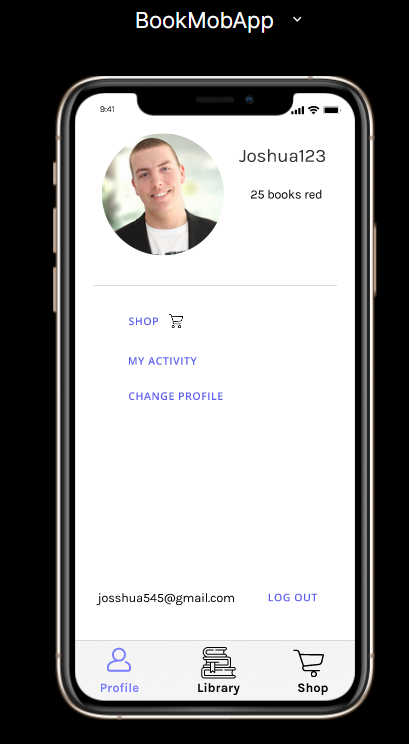 BookMobApp
9:41
Joshua123
25 books red
SHOP
MY ACTIVITY
CHANGE PROFILE
josshua545@gmail.com LOG OUT
Profile Library Shop